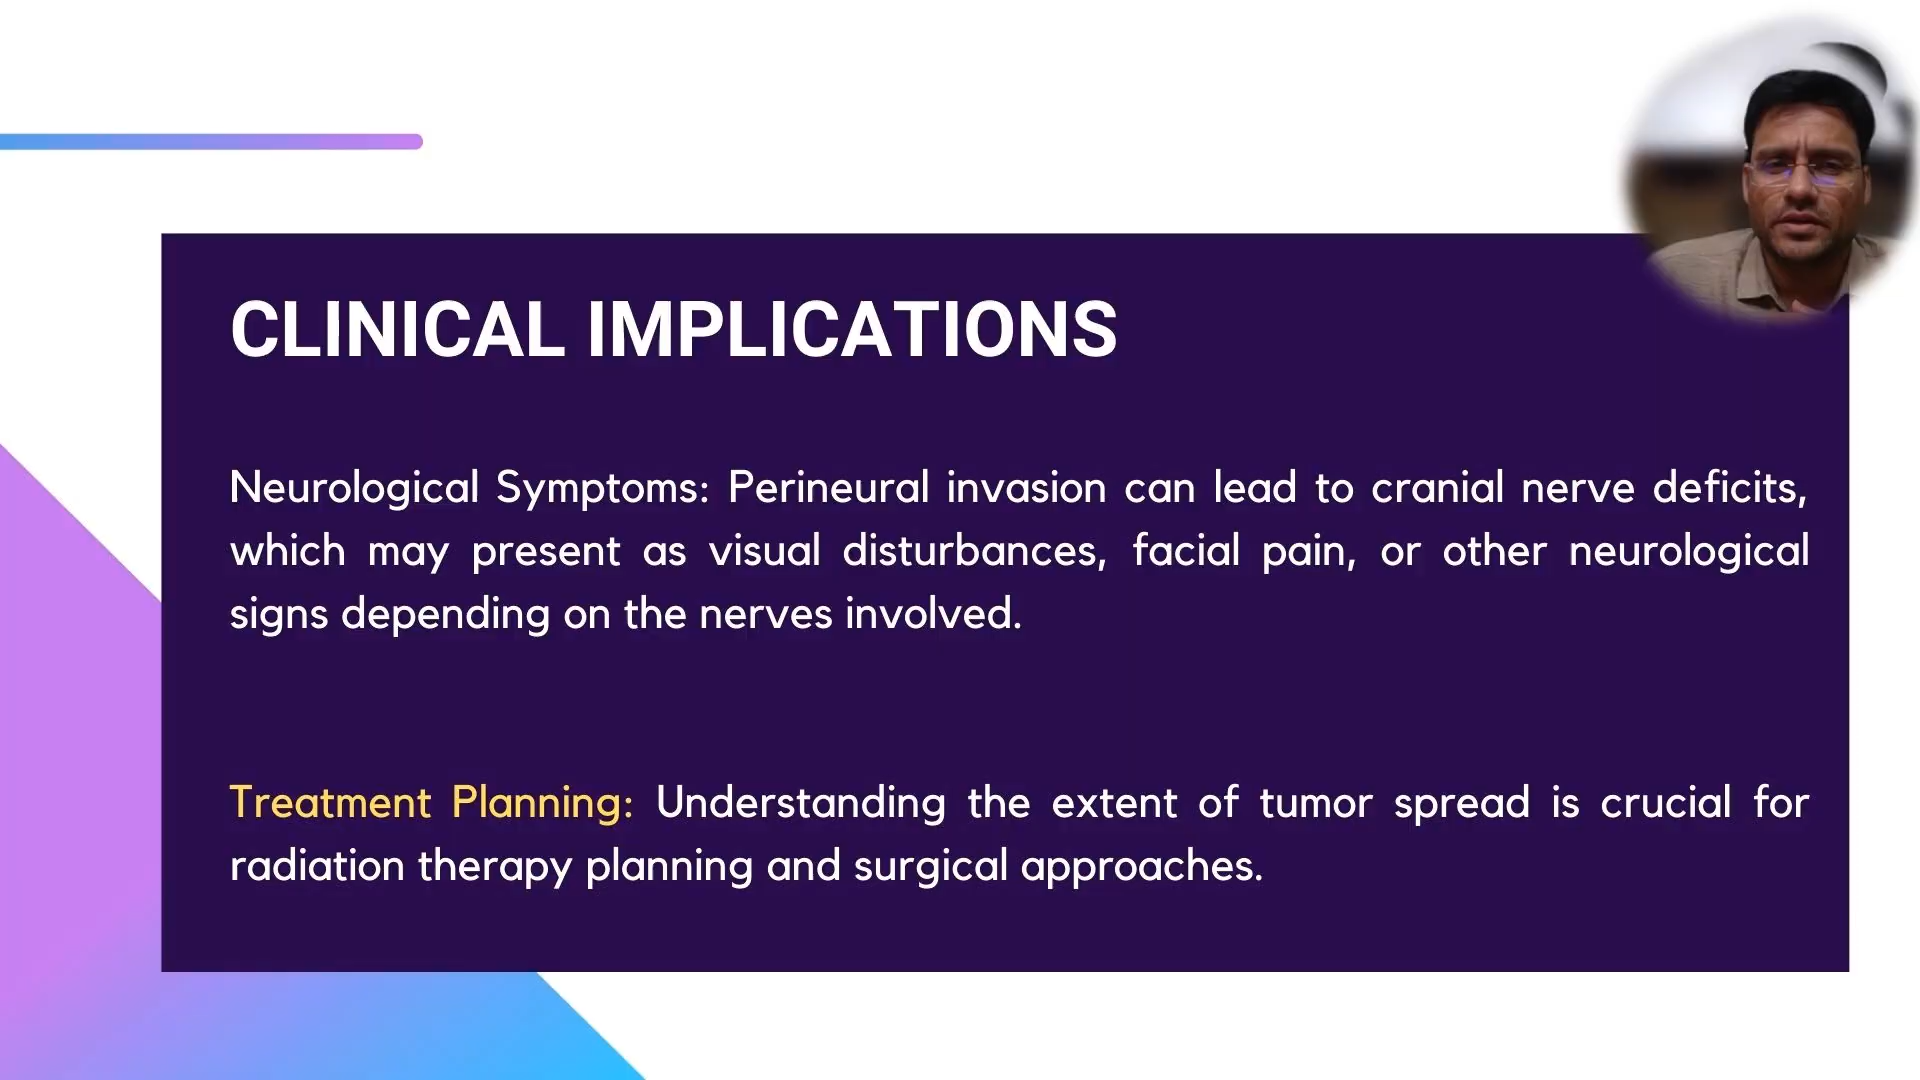 CLINICAL IMPLICATIONS
Neurological Symptoms: Perineural invasion can lead to cranial nerve deficits,
which may present as visual disturbances, facial pain, or other neurological
signs depending on the nerves involved.
Treatment Planning: Understanding the extent of tumor spread is crucial for
radiation therapy planning and surgical approaches.